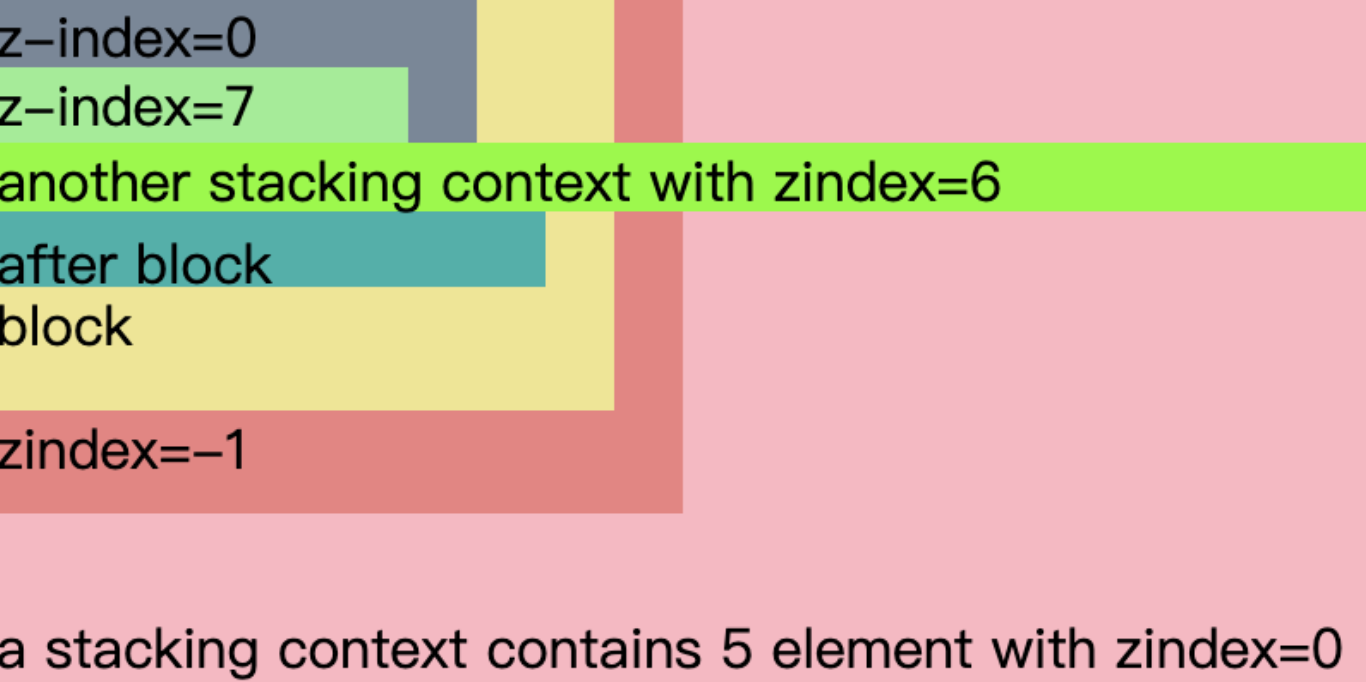 z-index=0
z-index=7
another stacking context with zindex=6
after block
block
zindex=-1
a stacking context contains 5 element with zindex=0